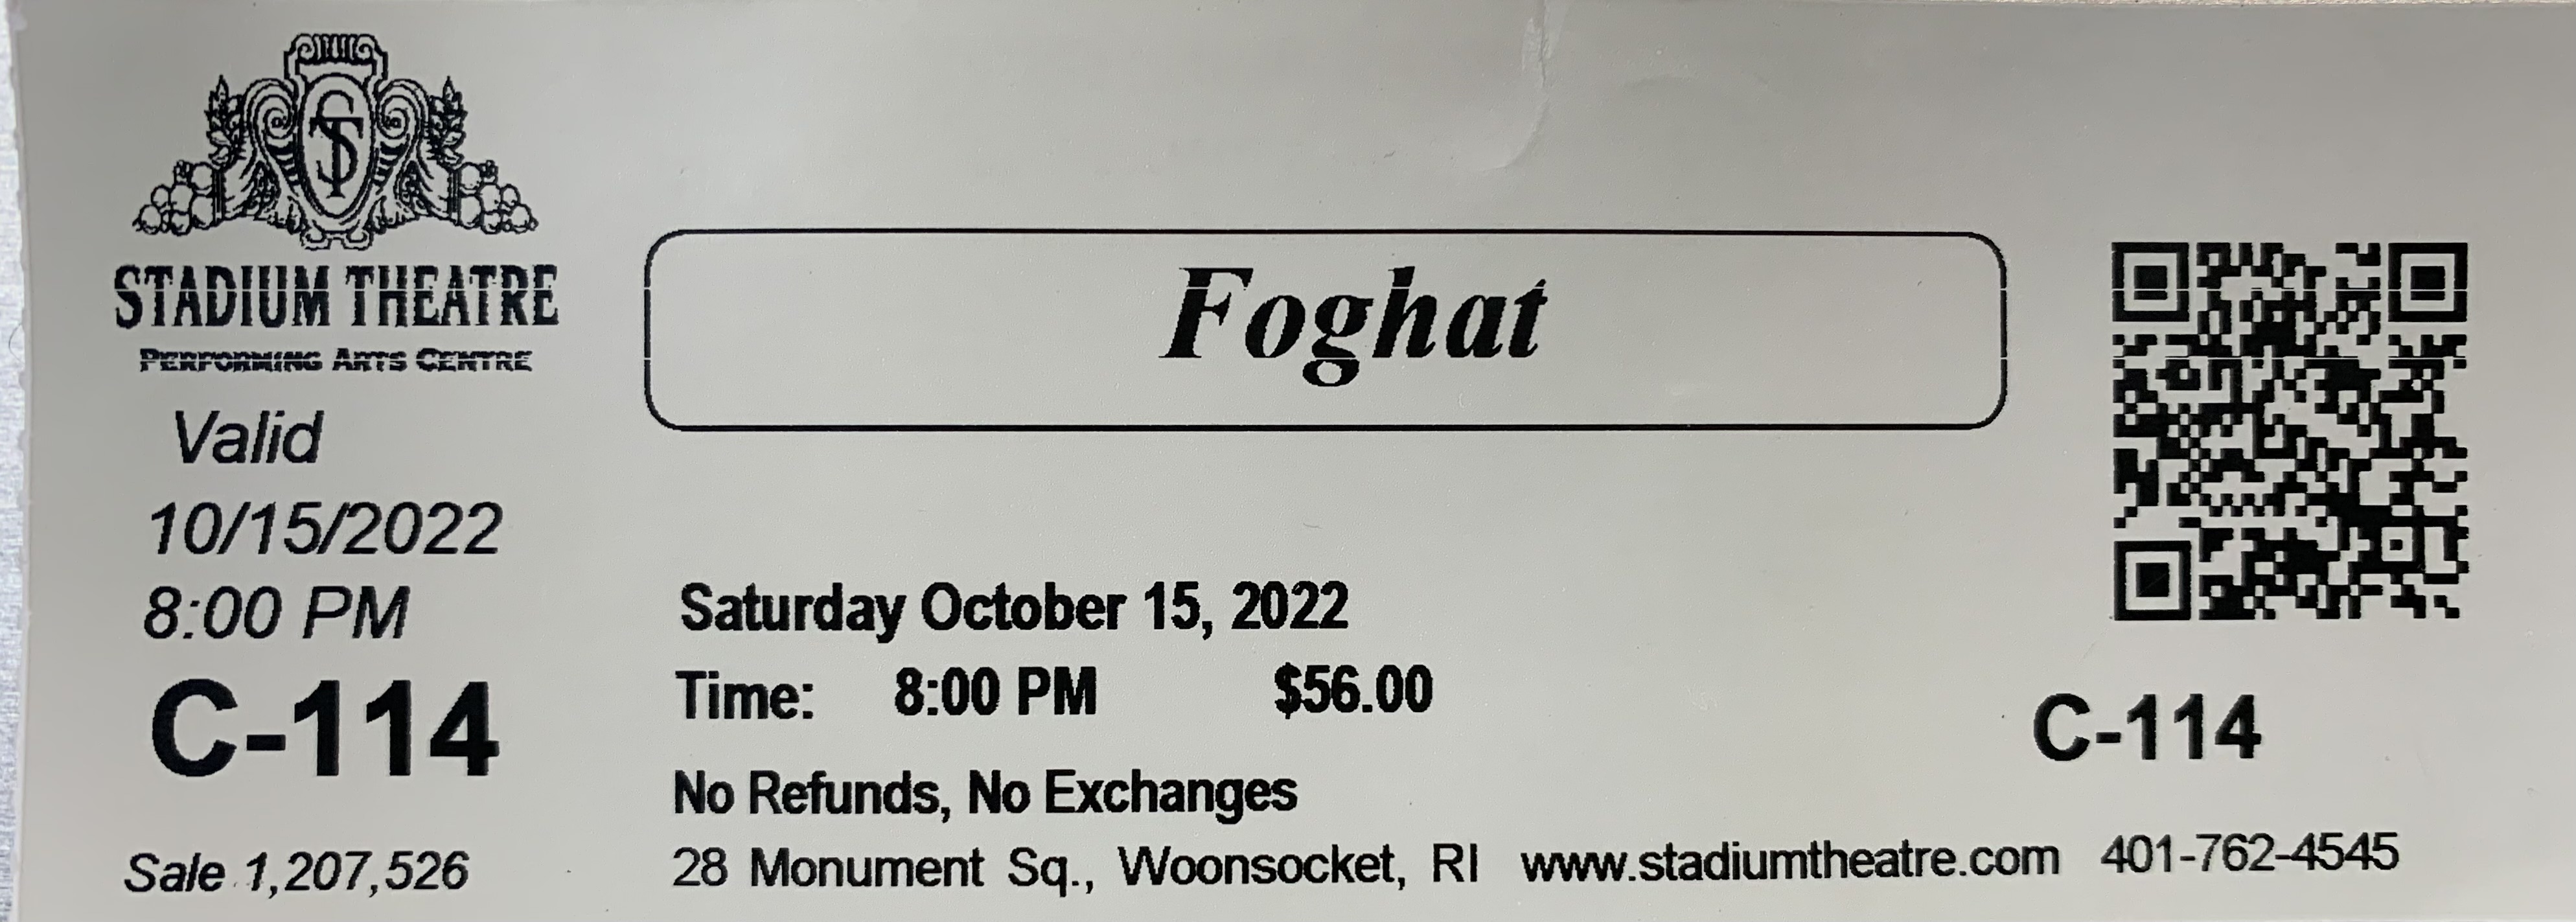 STADIUM THEATRE
PERFORMING ARTS CENTRE
Valid
10/15/2022
8:00 PM
C-114
Sale 1,207,526
Foghat
Saturday October 15, 2022
Time: 8:00 PM $56.00
No Refunds, No Exchanges
28 Monument Sq., Woonsocket, RI www.stadiumtheatre.com 401-762-4545
C-114